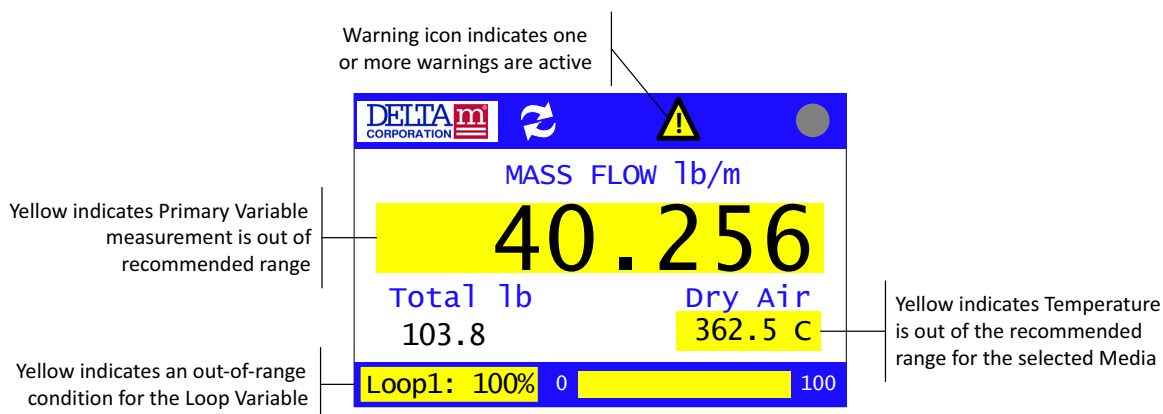 Warning icon indicates one
or more warnings are active
DELTA m®
CORPORATION
MASS FLOW lb/m
Yellow indicates Primary Variable
measurement is out of
recommended range
40.256
Total lb
103.8
Dry Air
362.5 C
Yellow indicates Temperature
is out of the recommended
range for the selected Media
Yellow indicates an out-of-range
condition for the Loop Variable
Loop1: 100% 0 100